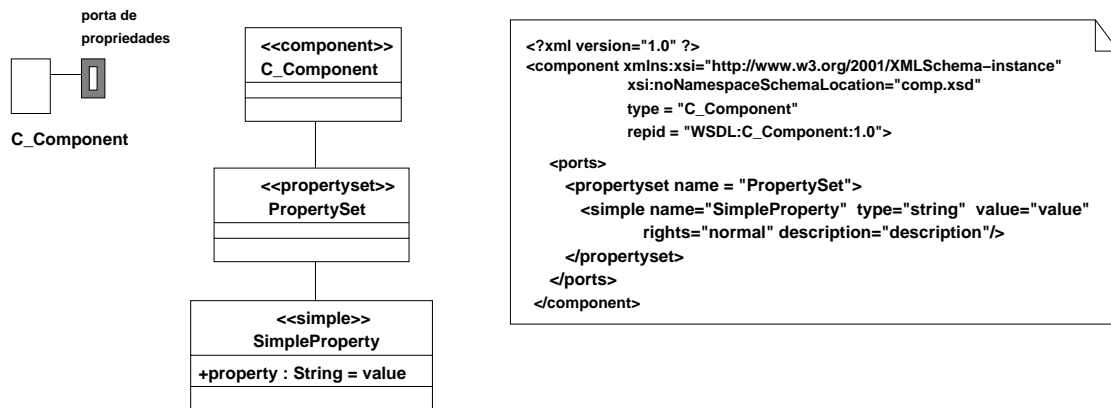 porta de
propriedades
C_Component
<<component>>
C_Component
<<propertyset>>
PropertySet
<<simple>>
SimpleProperty
+property : String = value
<?xml version="1.0" ?>
<component xmlns:xsi="http://www.w3.org/2001/XMLSchema−instance"
xsi:noNamespaceSchemaLocation="comp.xsd"
type = "C_Component"
repid = "WSDL:C_Component:1.0">
<ports>
<propertyset name = "PropertySet">
<simple name="SimpleProperty" type="string" value="value"
rights="normal" description="description"/>
</propertyset>
</ports>
</component>